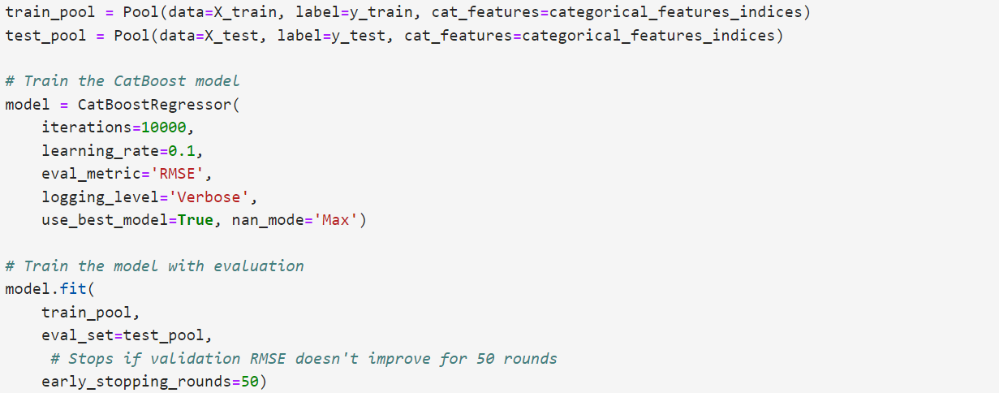 train_pool = Pool(data=X_train, label=y_train, cat_features=categorical_features_indices)
test_pool = Pool(data=X_test, label=y_test, cat_features=categorical_features_indices)
# Train the CatBoost model
model = CatBoostRegressor(
    iterations=10000,
    learning_rate=0.1,
    eval_metric='RMSE',
    logging_level='Verbose',
    use_best_model=True, nan_mode='Max')
# Train the model with evaluation
model.fit(
    train_pool,
    eval_set=test_pool,
     # Stops if validation RMSE doesn't improve for 50 rounds
    early_stopping_rounds=50)